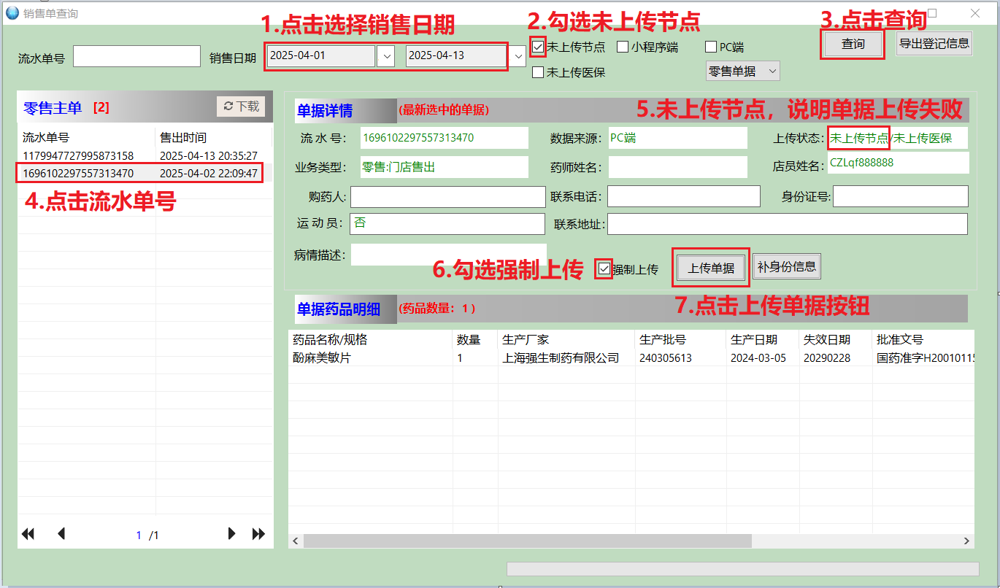 销售单查询
1.点击选择销售日期
2.勾选未上传节点
3.点击查询
流水单号
销售日期
2025-04-01
2025-04-13
未上传节点
小程序端
PC端
查询
导出登记信息
未上传医保
零售单据
零售主单 [2]
下载
流水单号 售出时间
1179947727995873158 2025-04-13 20:35:27
1696102297557313470 2025-04-02 22:09:47
4.点击流水单号
1 /1
单据详情 (最新选中的单据)
5.未上传节点，说明单据上传失败
流 水 号: 1696102297557313470
数据来源: PC端
上传状态: 未上传节点/未上传医保
业务类型: 零售:门店售出
药师姓名:
店员姓名: CZLqf888888
购药人:
联系电话:
身份证号:
运 动 员: 否
联系地址:
病情描述:
6.勾选强制上传
强制上传
上传单据
补身份信息
单据药品明细 (药品数量: 1 )
7.点击上传单据按钮
药品名称/规格 数量 生产厂家 生产批号 生产日期 失效日期 批准文号
酚麻美敏片 1 上海强生制药有限公司 240305613 2024-03-05 20290228 国药准字H20010115